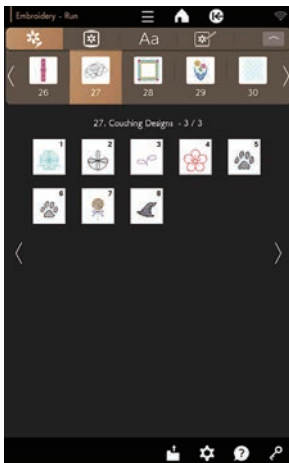 Embroidery - Run
Aa
26 27 28 29 30
27. Couching Designs - 3 / 3
1 2 3 4 5
6 7 8
?